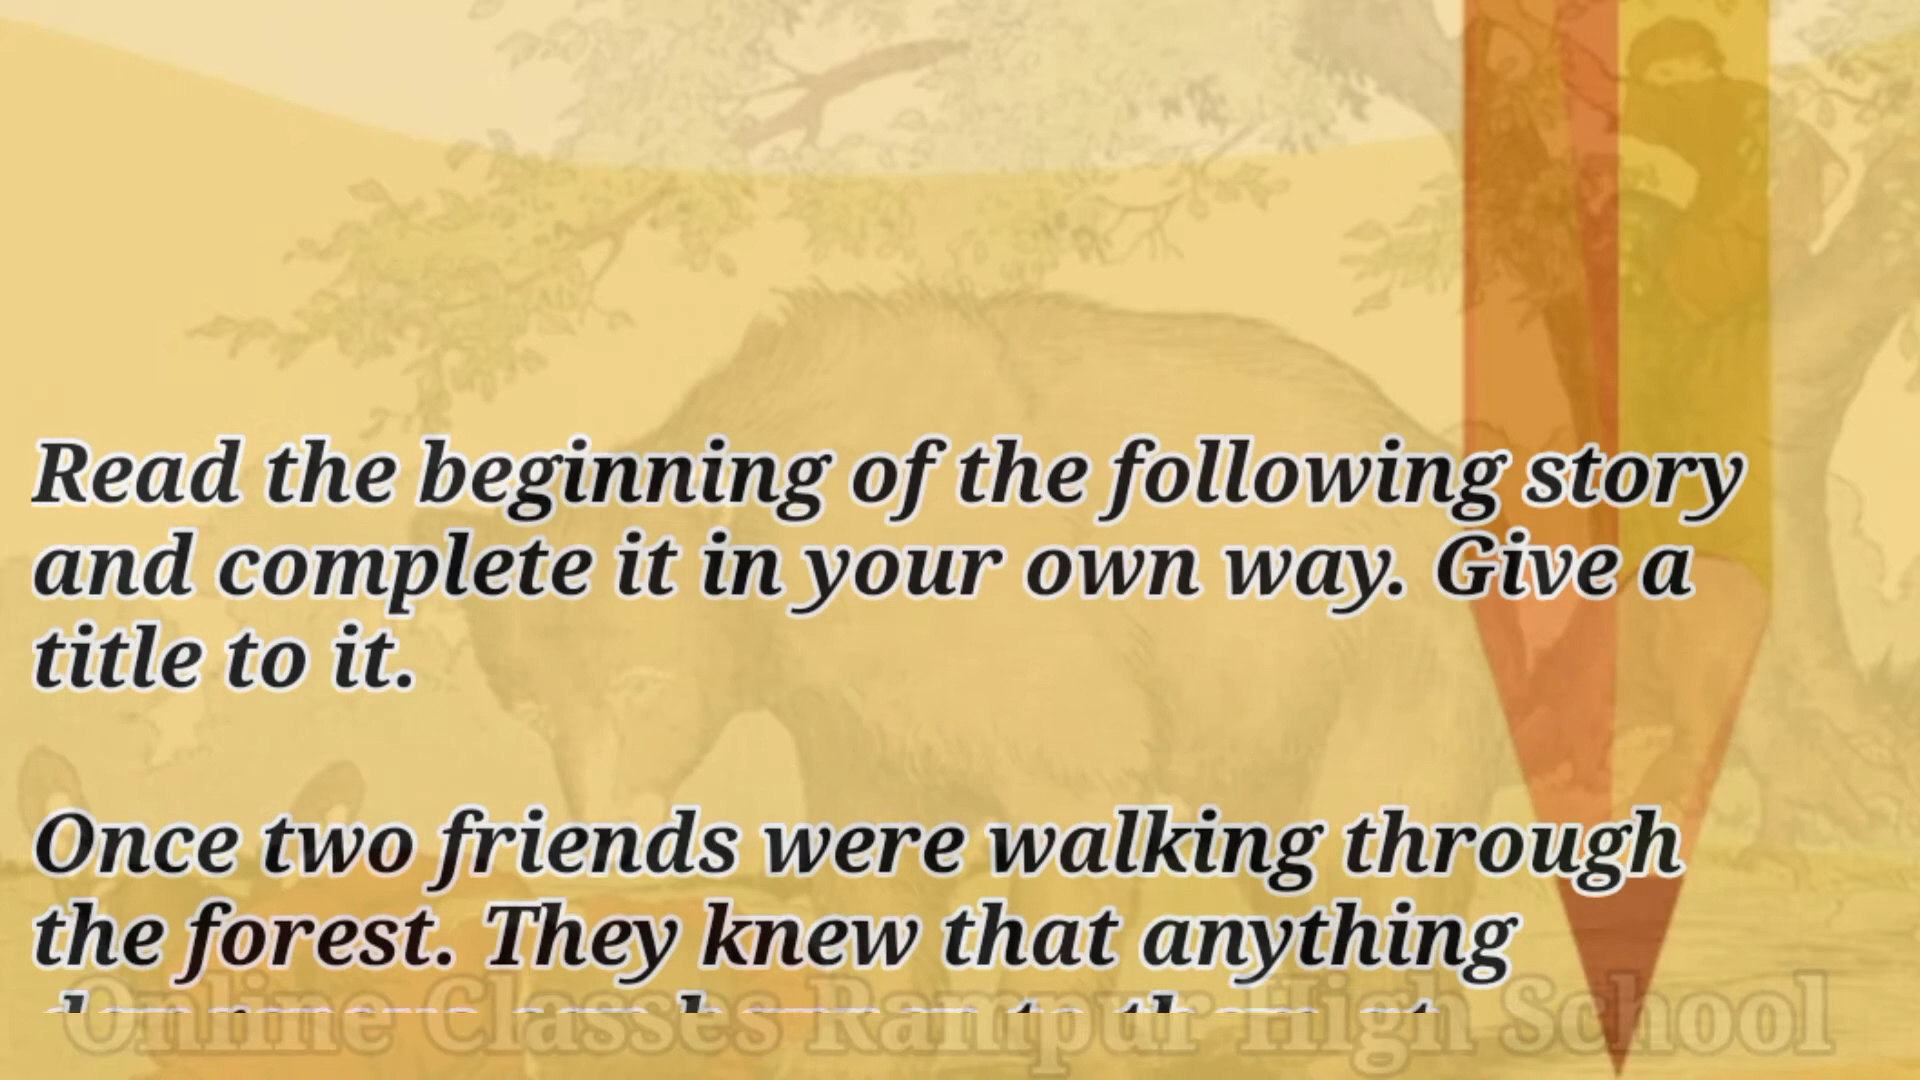 Read the beginning of the following story
and complete it in your own way. Give a
title to it.
Once two friends were walking through
the forest. They knew that anything
Online Classes Rampur High School